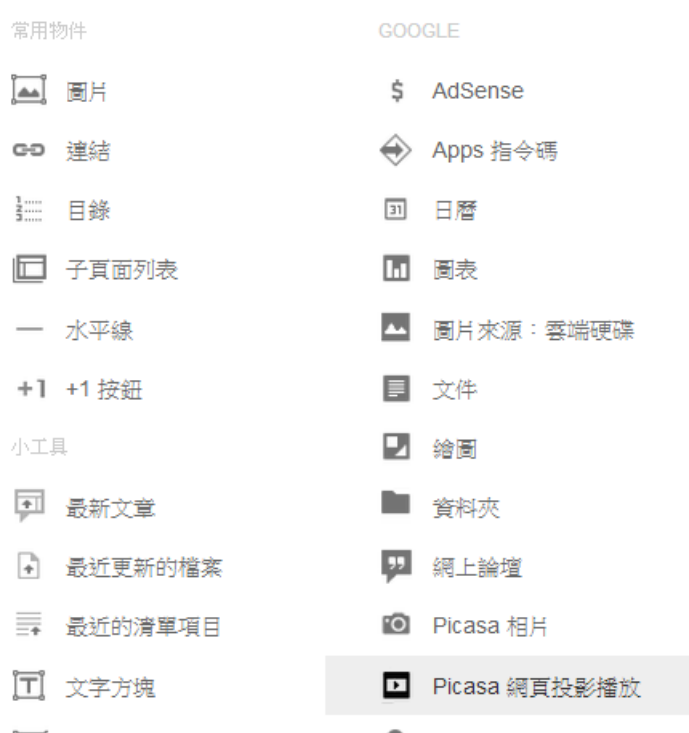 常用物件
圖片
連結
目錄
子頁面列表
水平線
+1 +1 按鈕
小工具
最新文章
最近更新的檔案
最近的清單項目
文字方塊
GOOGLE
$ AdSense
Apps 指令碼
31 日曆
圖表
圖片來源：雲端硬碟
文件
繪圖
資料夾
網上論壇
Picasa 相片
Picasa 網頁投影播放